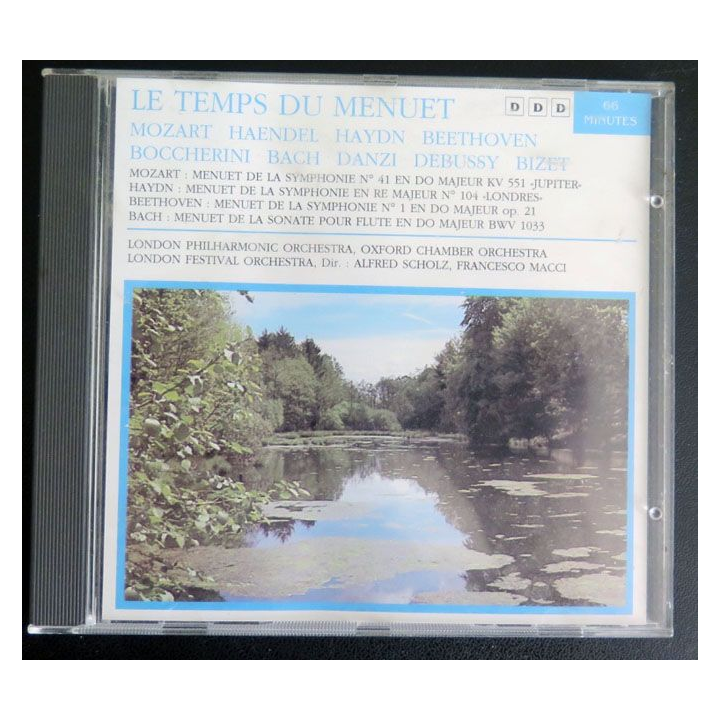 LE TEMPS DU MENUET
D D D
66
MINUTES
MOZART HAENDEL HAYDN BEETHOVEN
BOCCHERINI BACH DANZI DEBUSSY BIZET
MOZART : MENUET DE LA SYMPHONIE N° 41 EN DO MAJEUR KV 551 «JUPITER»
HAYDN : MENUET DE LA SYMPHONIE EN RE MAJEUR N° 104 «LONDRES»
BEETHOVEN : MENUET DE LA SYMPHONIE N° 1 EN DO MAJEUR op. 21
BACH : MENUET DE LA SONATE POUR FLUTE EN DO MAJEUR BWV 1033
LONDON PHILHARMONIC ORCHESTRA, OXFORD CHAMBER ORCHESTRA
LONDON FESTIVAL ORCHESTRA, Dir. : ALFRED SCHOLZ, FRANCESCO MACCI